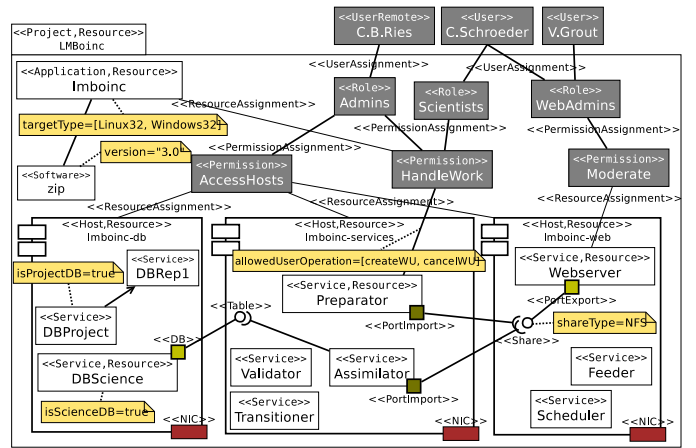 <<Project,Resource>>
LMBoinc
<<UserRemote>>
C.B.Ries
<<User>>
C.Schroeder
<<User>>
V.Grout
<<UserAssignment>>
<<UserAssignment>>
<<Application,Resource>>
lmboinc
<<ResourceAssignment>>
<<Role>>
Admins
<<Role>>
Scientists
<<Role>>
WebAdmins
targetType=[Linux32, Windows32]
<<PermissionAssignment>>
<<PermissionAssignment>>
<<PermissionAssignment>>
version="3.0"
<<Software>>
zip
<<Permission>>
AccessHosts
<<Permission>>
HandleWork
<<Permission>>
Moderate
<<ResourceAssignment>>
<<ResourceAssignment>>
<<ResourceAssignment>>
<<Host,Resource>>
lmboinc-db
<<Host,Resource>>
lmboinc-services
<<Host,Resource>>
lmboinc-web
isProjectDB=true
<<Service>>
DBRep1
allowedUserOperation=[createWU, cancelWU]
<<Service,Resource>>
Webserver
<<Service,Resource>>
Preparator
<<PortExport>>
<<Table>>
<<Service>>
DBProject
<<DB>>
<<PortImport>>
<<Share>>
shareType=NFS
<<Service,Resource>>
DBScience
<<Service>>
Validator
<<Service>>
Assimilator
<<Service>>
Feeder
<<PortImport>>
isScienceDB=true
<<Service>>
Transitioner
<<Service>>
Scheduler
<<NIC>>
<<NIC>>
<<NIC>>